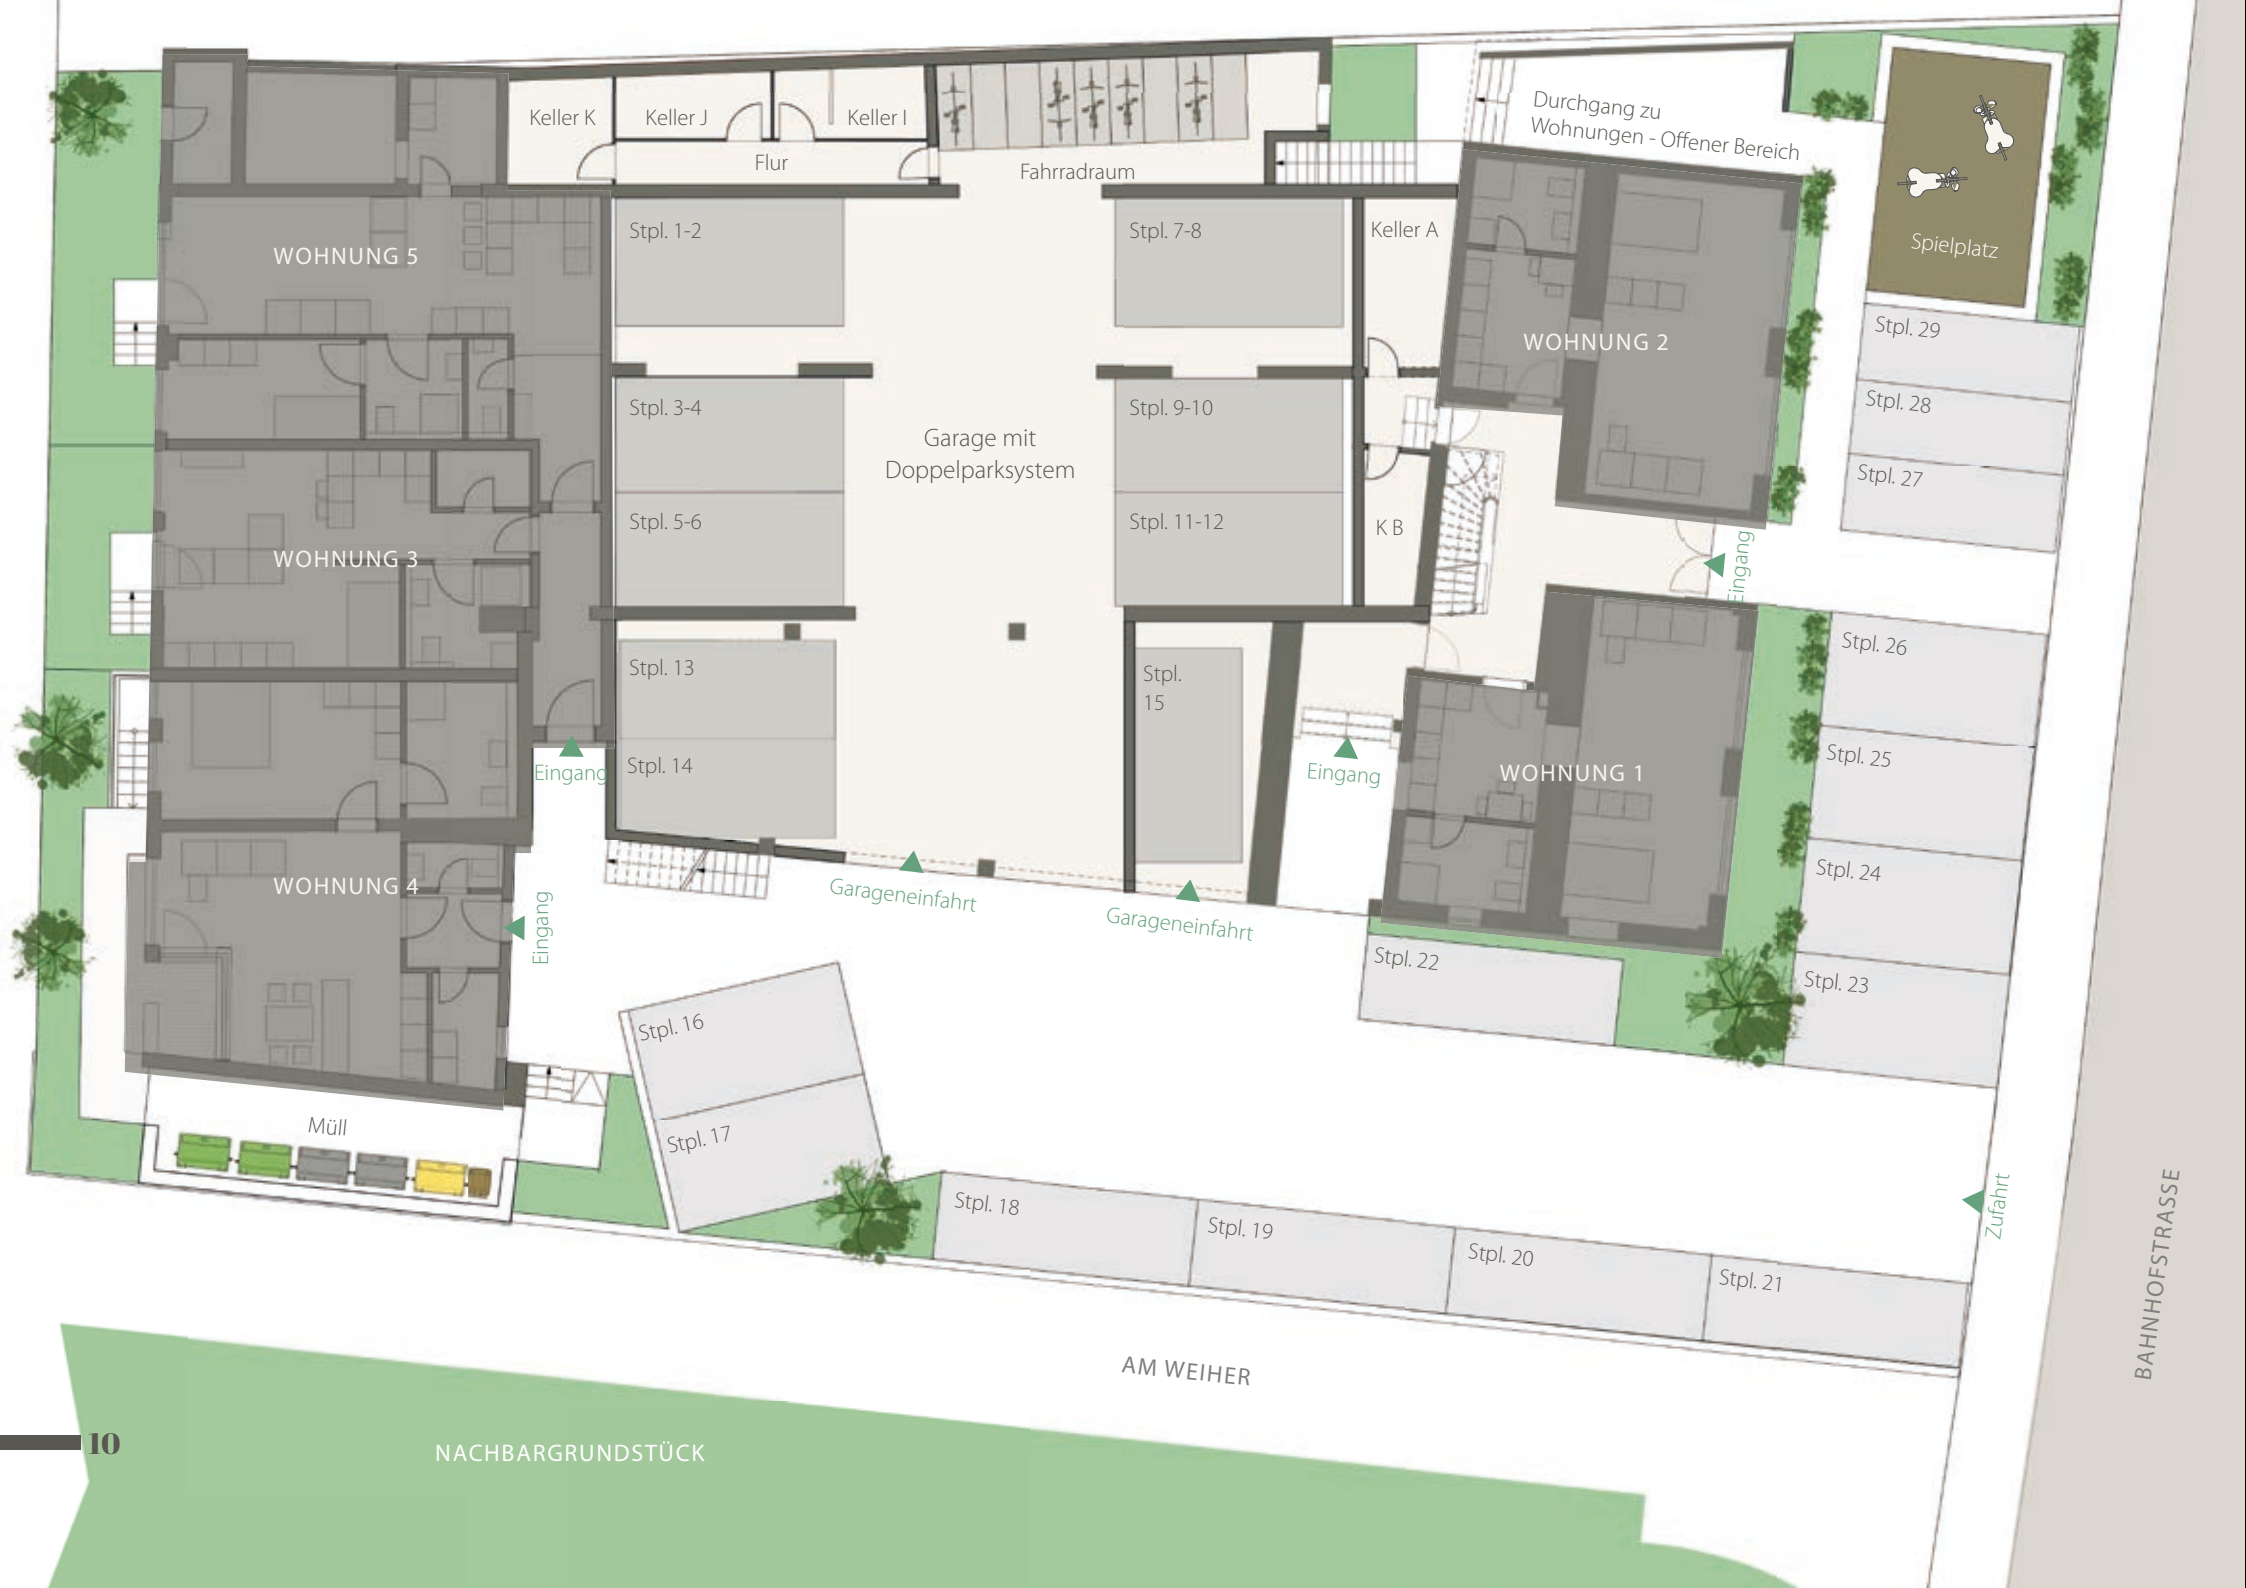 Durchgang zu
Wohnungen - Offener Bereich
Keller K
Keller J
Keller I
Flur
Fahrradraum
Spielplatz
WOHNUNG 5
Stpl. 1-2
Stpl. 7-8
Keller A
WOHNUNG 2
Stpl. 29
Stpl. 28
Stpl. 27
Stpl. 3-4
Stpl. 9-10
Garage mit
Doppelparksystem
Stpl. 5-6
Stpl. 11-12
K B
WOHNUNG 3
Eingang
Stpl. 26
Stpl. 13
Stpl.
15
Stpl. 14
Eingang
Eingang
WOHNUNG 1
Stpl. 25
WOHNUNG 4
Garageneinfahrt
Garageneinfahrt
Eingang
Stpl. 24
Stpl. 22
Stpl. 23
Stpl. 16
Stpl. 17
Müll
Stpl. 18
Stpl. 19
Stpl. 20
Stpl. 21
Zufahrt
BAHNHOFSTRASSE
AM WEIHER
10
NACHBARGRUNDSTÜCK